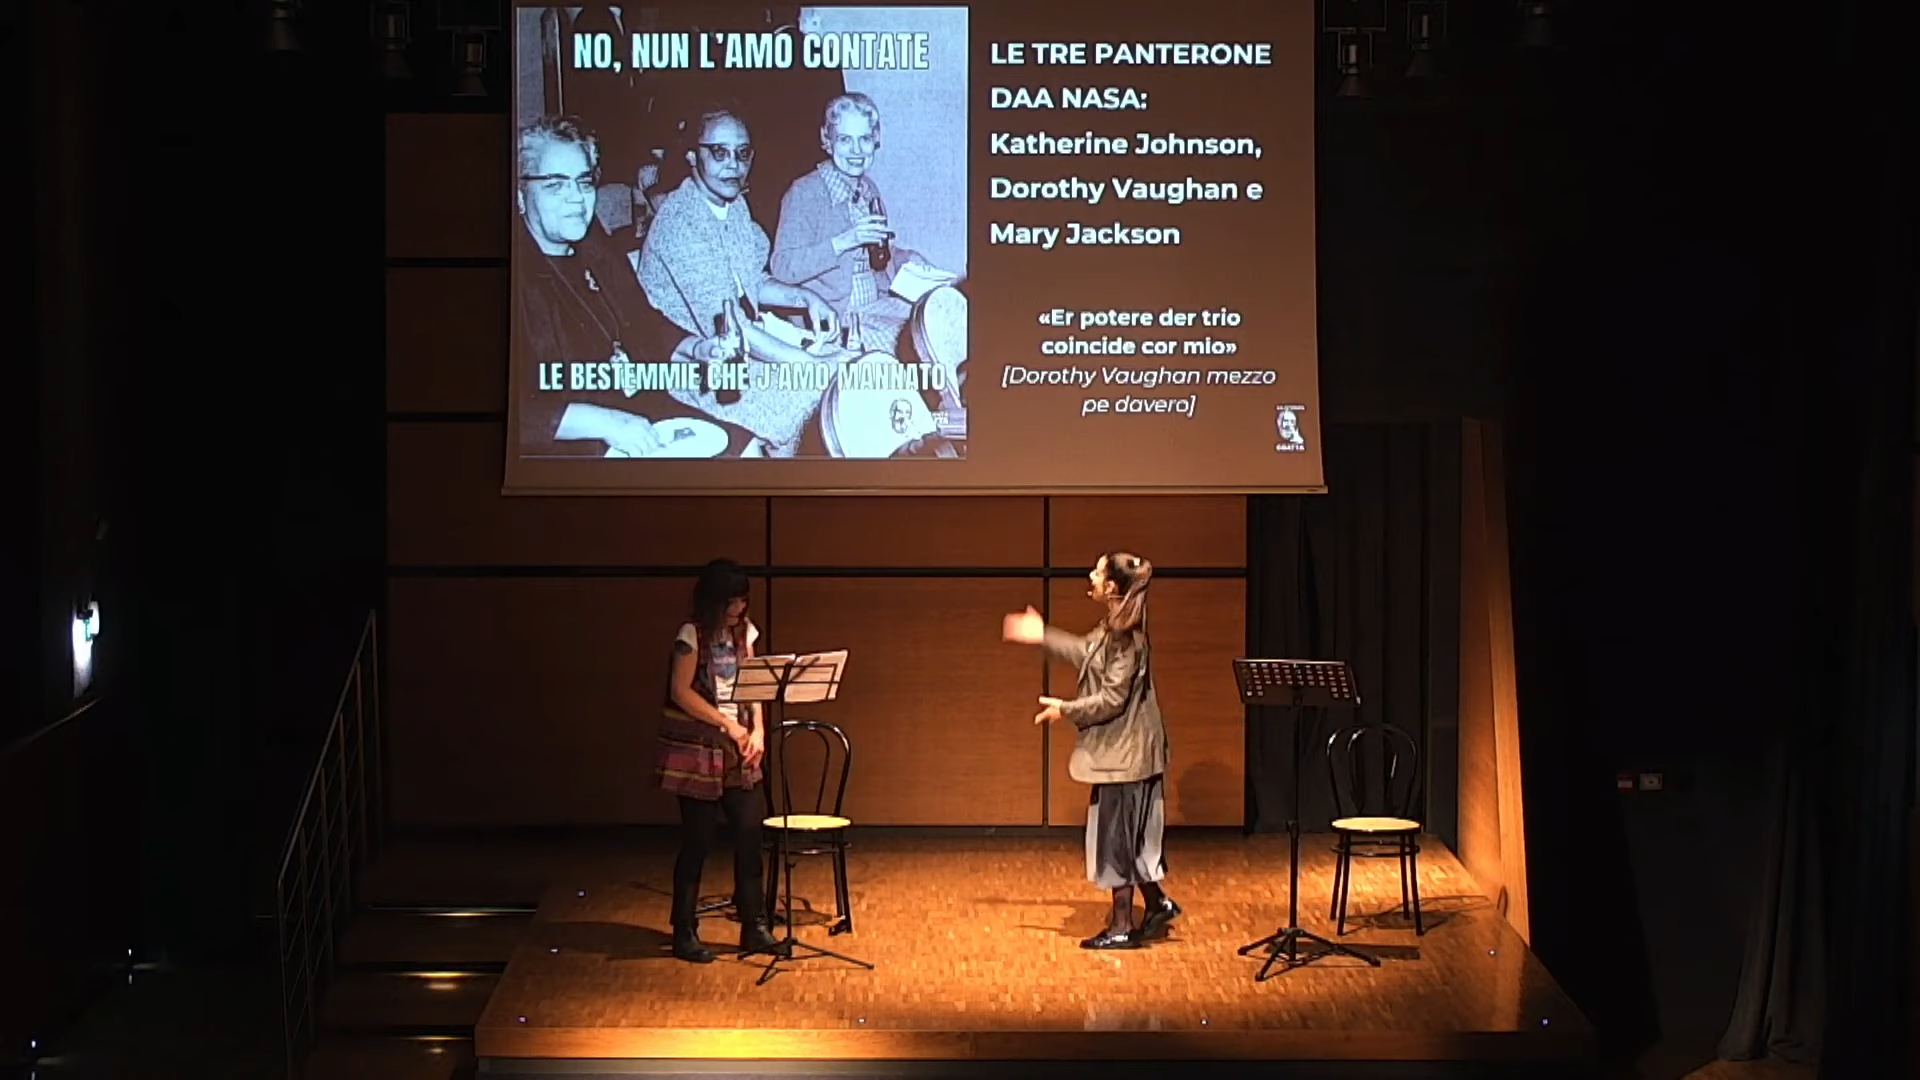 NO, NUN L'AMO CONTATE
LE BESTEMMIE CHE J'AMO MANNATO
LE TRE PANTERONE
DAA NASA:
Katherine Johnson,
Dorothy Vaughan e
Mary Jackson
«Er potere der trio
coincide cor mio»
[Dorothy Vaughan mezzo
pe davero]